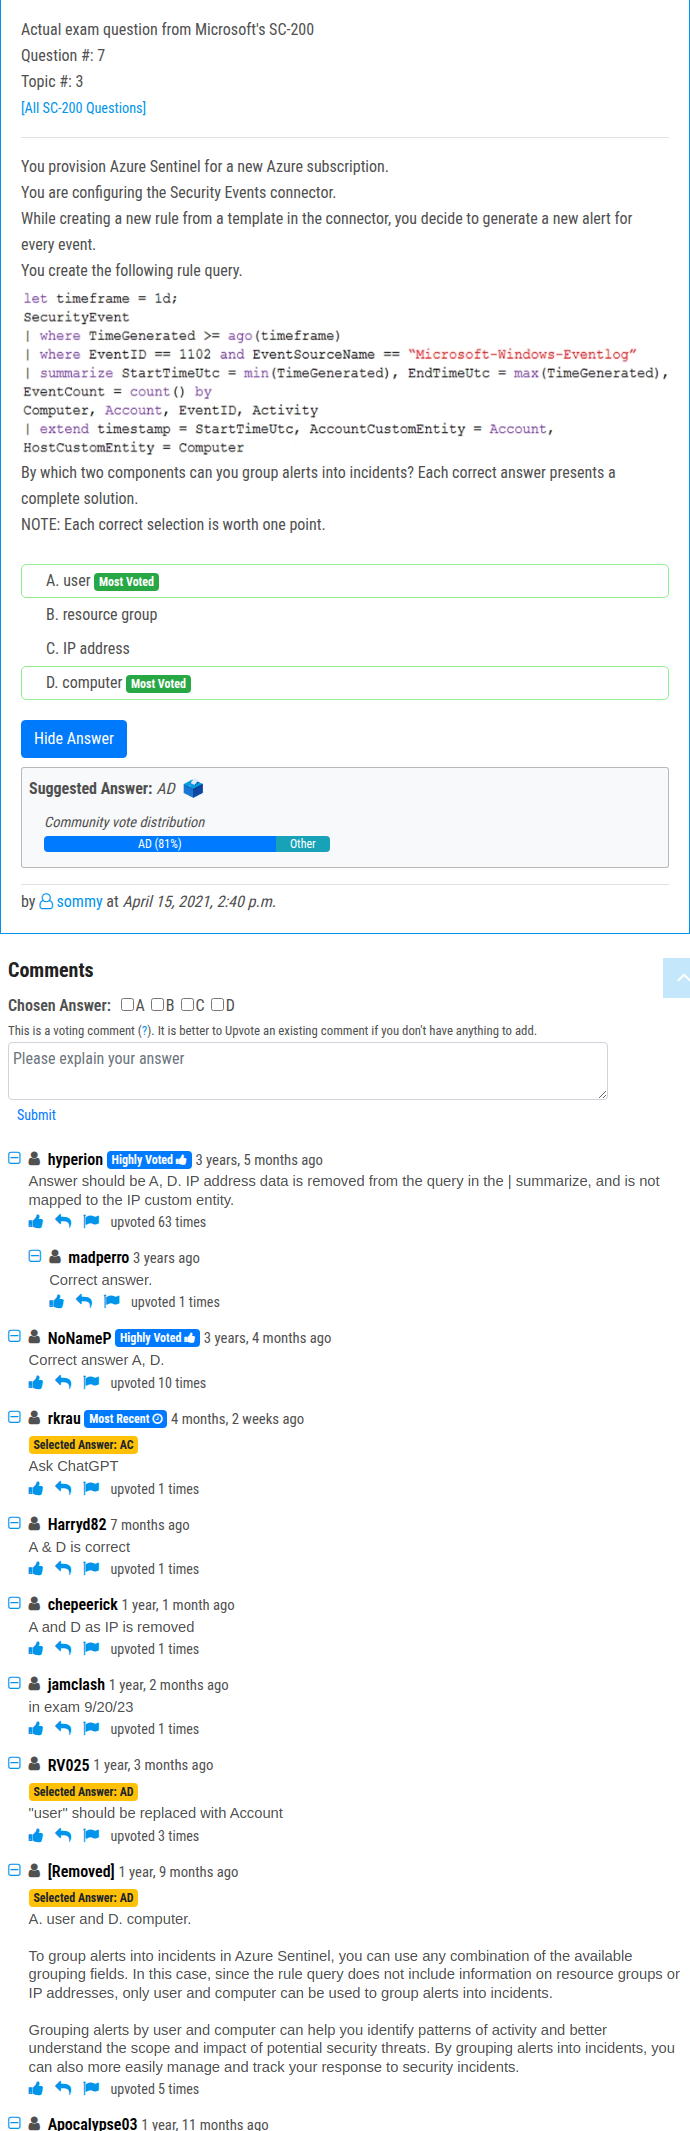 Actual exam question from Microsoft's SC-200
Question #: 7
Topic #: 3
[All SC-200 Questions]
You provision Azure Sentinel for a new Azure subscription.
You are configuring the Security Events connector.
While creating a new rule from a template in the connector, you decide to generate a new alert for
every event.
You create the following rule query.
let timeframe = 1d;
SecurityEvent
| where TimeGenerated >= ago(timeframe)
| where EventID == 1102 and EventSourceName == “Microsoft-Windows-Eventlog”
| summarize StartTimeUtc = min(TimeGenerated), EndTimeUtc = max(TimeGenerated),
EventCount = count() by
Computer, Account, EventID, Activity
| extend timestamp = StartTimeUtc, AccountCustomEntity = Account,
HostCustomEntity = Computer
By which two components can you group alerts into incidents? Each correct answer presents a
complete solution.
NOTE: Each correct selection is worth one point.
A. user Most Voted
B. resource group
C. IP address
D. computer Most Voted
Hide Answer
Suggested Answer: AD
Community vote distribution
AD (81%) Other
by sommy at April 15, 2021, 2:40 p.m.
Comments
Chosen Answer: A B C D
This is a voting comment (?). It is better to Upvote an existing comment if you don't have anything to add.
Please explain your answer
Submit
hyperion Highly Voted 3 years, 5 months ago
Answer should be A, D. IP address data is removed from the query in the | summarize, and is not
mapped to the IP custom entity.
upvoted 63 times
madperro 3 years ago
Correct answer.
upvoted 1 times
NoNameP Highly Voted 3 years, 4 months ago
Correct answer A, D.
upvoted 10 times
rkrau Most Recent 4 months, 2 weeks ago
Selected Answer: AC
Ask ChatGPT
upvoted 1 times
Harryd82 7 months ago
A & D is correct
upvoted 1 times
chepeerick 1 year, 1 month ago
A and D as IP is removed
upvoted 1 times
jamclash 1 year, 2 months ago
in exam 9/20/23
upvoted 1 times
RV025 1 year, 3 months ago
Selected Answer: AD
"user" should be replaced with Account
upvoted 3 times
[Removed] 1 year, 9 months ago
Selected Answer: AD
A. user and D. computer.
To group alerts into incidents in Azure Sentinel, you can use any combination of the available
grouping fields. In this case, since the rule query does not include information on resource groups or
IP addresses, only user and computer can be used to group alerts into incidents.
Grouping alerts by user and computer can help you identify patterns of activity and better
understand the scope and impact of potential security threats. By grouping alerts into incidents, you
can also more easily manage and track your response to security incidents.
upvoted 5 times
Apocalypse03 1 year, 11 months ago